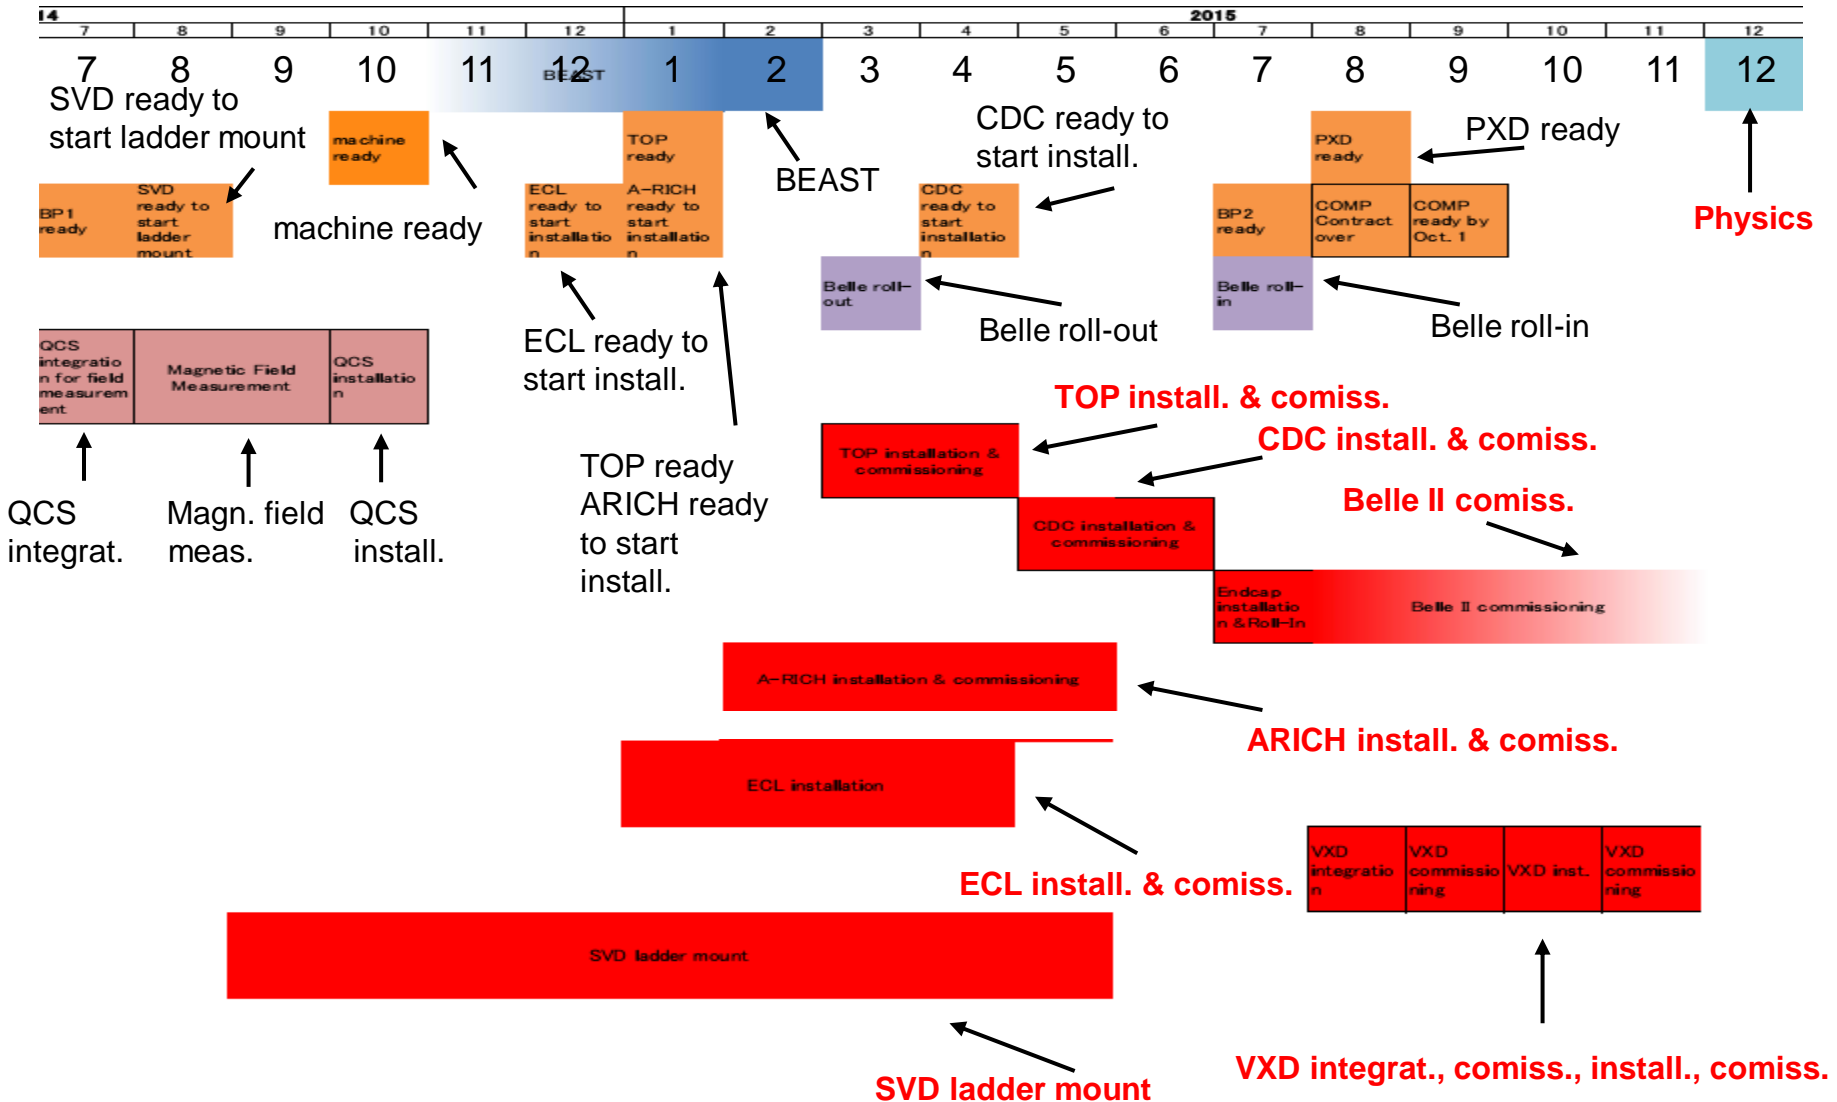 14
2015
7 8 9 10 11 12 1 2 3 4 5 6 7 8 9 10 11 12
7 8 9 10 11 12 1 2 3 4 5 6 7 8 9 10 11 12
BEAST
SVD ready to
start ladder mount
machine
ready
TOP
ready
CDC ready to
start install.
PXD
ready
PXD ready
BEAST
BP1
ready
SVD
ready to
start
ladder
mount
machine ready
ECL
ready to
start
installatio
n
A-RICH
ready to
start
installatio
n
CDC
ready to
start
installatio
n
BP2
ready
COMP
Contract
over
COMP
ready by
Oct. 1
Physics
Belle roll-
out
Belle roll-
in
Belle roll-out
Belle roll-in
QCS
integratio
n for field
measurem
ent
Magnetic Field
Measurement
QCS
installatio
n
ECL ready to
start install.
TOP install. & comiss.
CDC install. & comiss.
TOP installation &
commissioning
TOP ready
ARICH ready
to start
install.
QCS
integrat.
Magn. field
meas.
QCS
install.
Belle II comiss.
CDC installation &
commissioning
Endcap
installatio
n &Roll-In
Belle II commissioning
A-RICH installation & commissioning
ARICH install. & comiss.
ECL installation
ECL install. & comiss.
VXD
integratio
n
VXD
commissio
ning
VXD inst.
VXD
commissio
ning
SVD ladder mount
SVD ladder mount
VXD integrat., comiss., install., comiss.